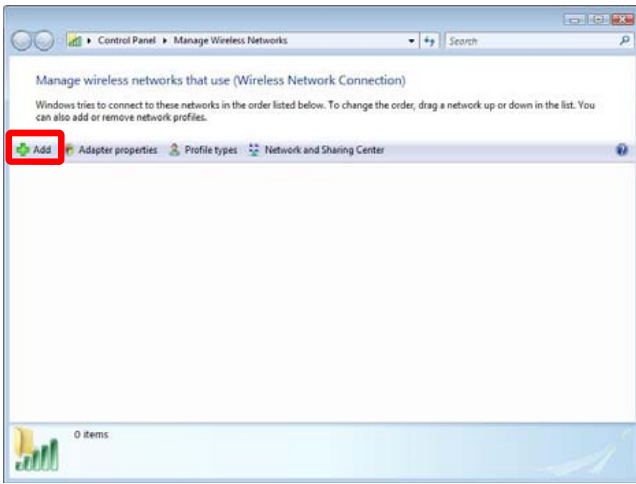 Control Panel ▸ Manage Wireless Networks
Search
Manage wireless networks that use (Wireless Network Connection)
Windows tries to connect to these networks in the order listed below. To change the order, drag a network up or down in the list. You
can also add or remove network profiles.
Add Adapter properties Profile types Network and Sharing Center
0 items